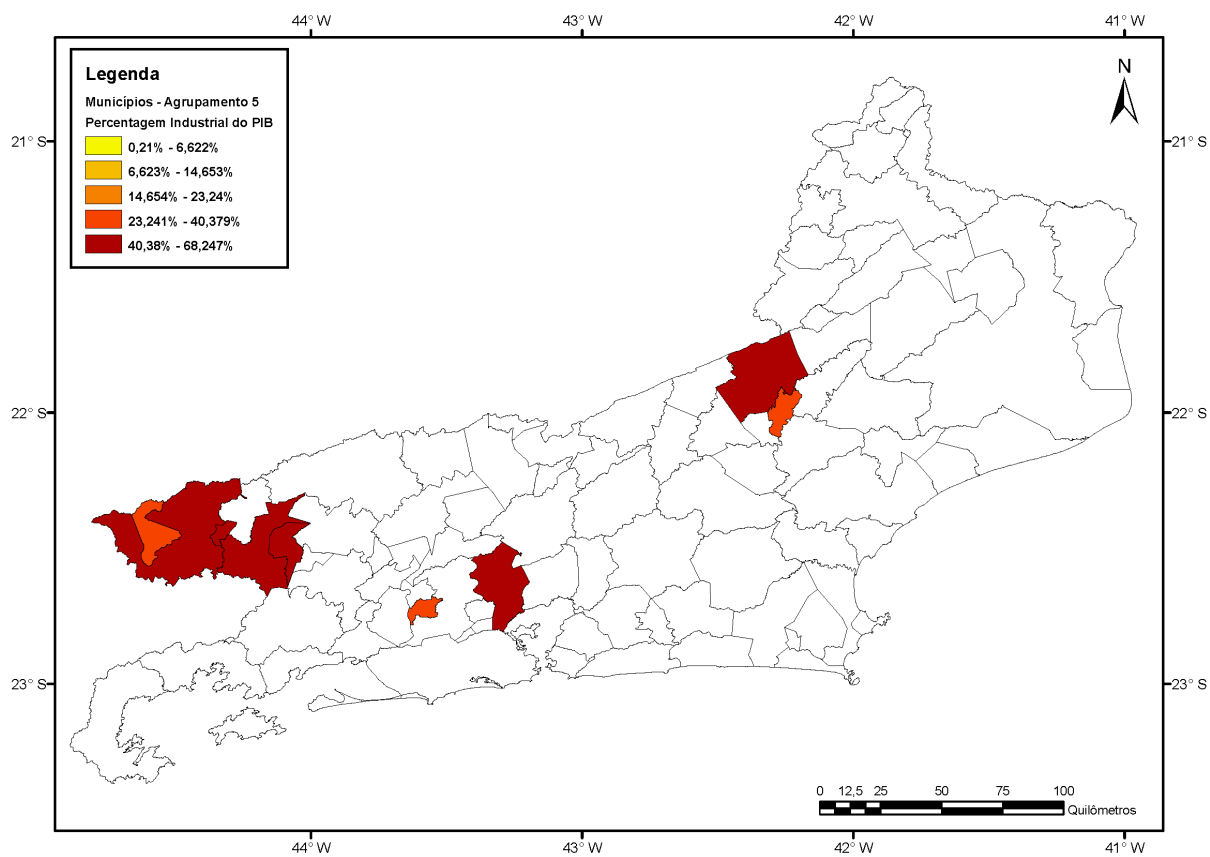 44° W 43° W 42° W 41° W
Legenda
Municípios - Agrupamento 5
Percentagem Industrial do PIB
0,21% - 6,622%
6,623% - 14,653%
14,654% - 23,24%
23,241% - 40,379%
40,38% - 68,247%
N
21° S 21° S
22° S 22° S
23° S 23° S
0 12,5 25 50 75 100
Quilômetros
44° W 43° W 42° W 41° W